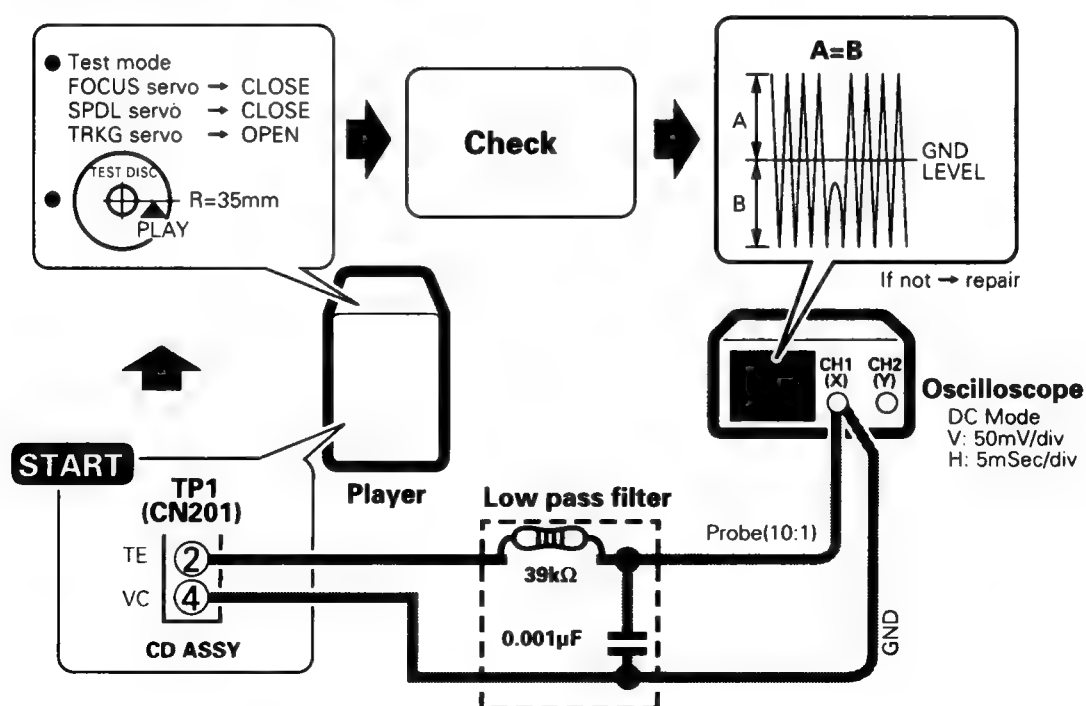 ● Test mode
FOCUS servo → CLOSE
SPDL servo → CLOSE
TRKG servo → OPEN
● TEST DISC
R=35mm
PLAY
Check
A=B
A
GND
LEVEL
B
If not → repair
CH1
(X)
CH2
(Y)
Oscilloscope
DC Mode
V: 50mV/div
H: 5mSec/div
START
TP1
(CN201)
TE ②
VC ④
CD ASSY
Player
Low pass filter
39kΩ
0.001µF
Probe(10:1)
GND